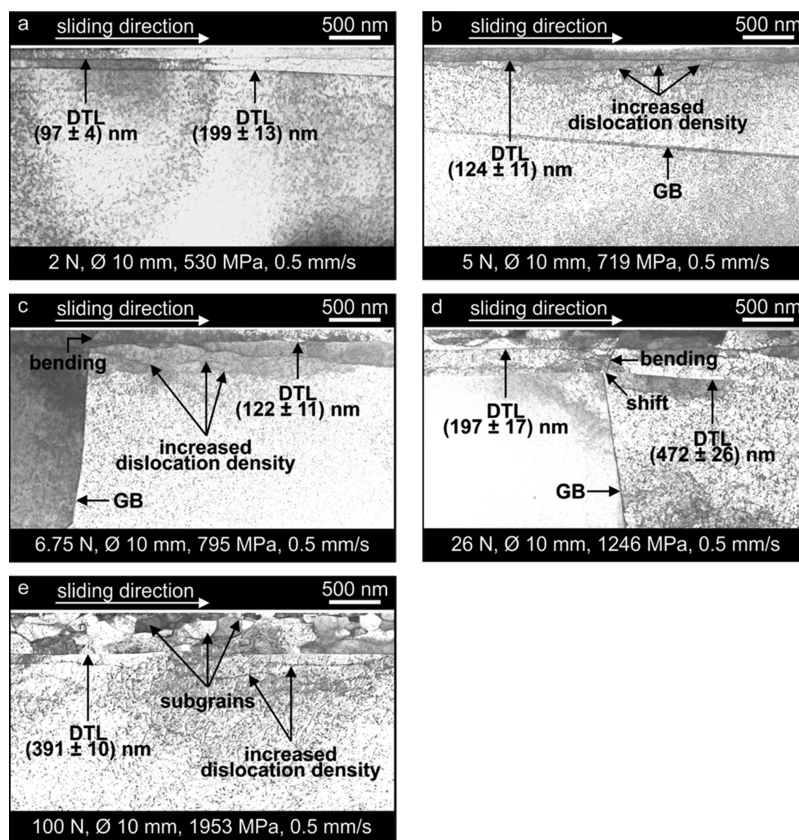 a
sliding direction
500 nm
DTL
(97 ± 4) nm
DTL
(199 ± 13) nm
2 N, Ø 10 mm, 530 MPa, 0.5 mm/s
b
sliding direction
500 nm
increased
dislocation density
DTL
(124 ± 11) nm
GB
5 N, Ø 10 mm, 719 MPa, 0.5 mm/s
c
sliding direction
500 nm
bending
DTL
(122 ± 11) nm
increased
dislocation density
GB
6.75 N, Ø 10 mm, 795 MPa, 0.5 mm/s
d
sliding direction
500 nm
bending
shift
DTL
(197 ± 17) nm
DTL
(472 ± 26) nm
GB
26 N, Ø 10 mm, 1246 MPa, 0.5 mm/s
e
sliding direction
500 nm
subgrains
DTL
(391 ± 10) nm
increased
dislocation density
100 N, Ø 10 mm, 1953 MPa, 0.5 mm/s